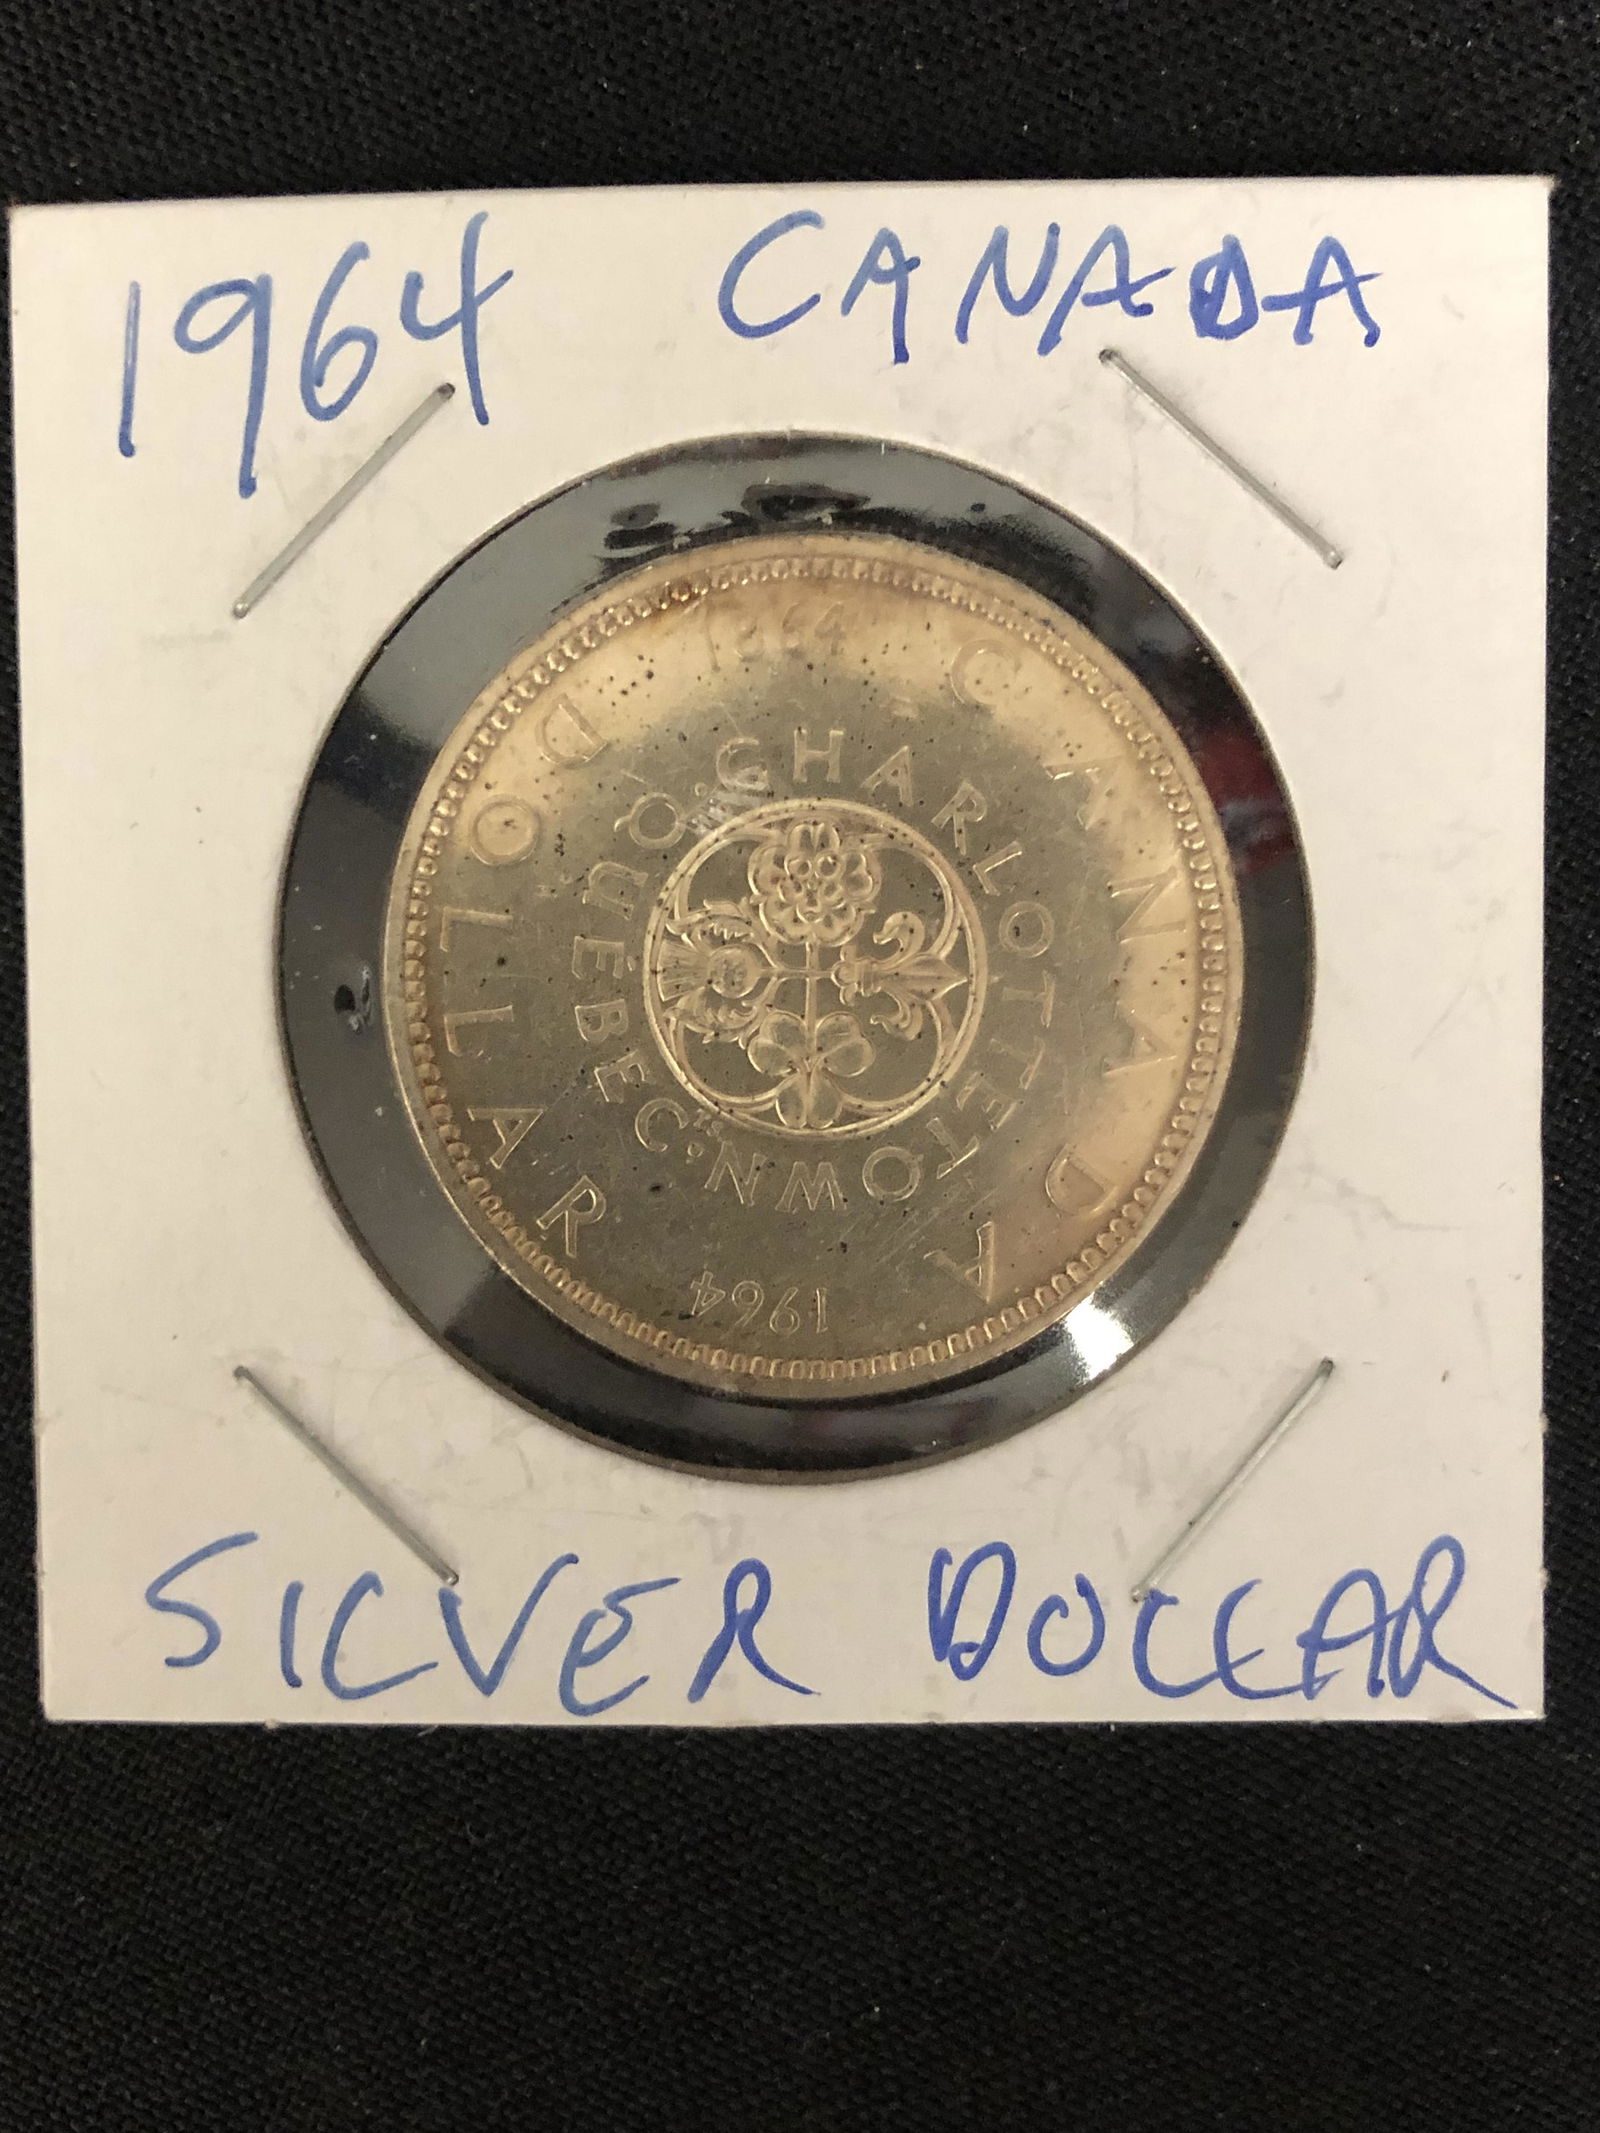 1964 CANADA
1864
CANADA
DOLLAR
CHARLOTTETOWN·
QUÉBEC·
1964
SILVER DOLLAR